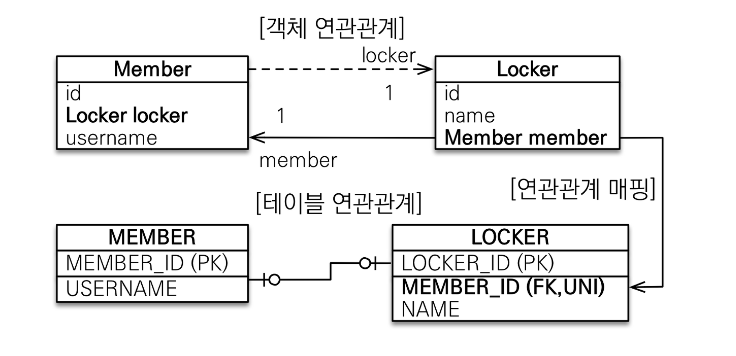 [객체 연관관계]
locker
Member
id
Locker locker
username
1
1
member
Locker
id
name
Member member
[연관관계 매핑]
[테이블 연관관계]
MEMBER
MEMBER_ID (PK)
USERNAME
LOCKER
LOCKER_ID (PK)
MEMBER_ID (FK,UNI)
NAME